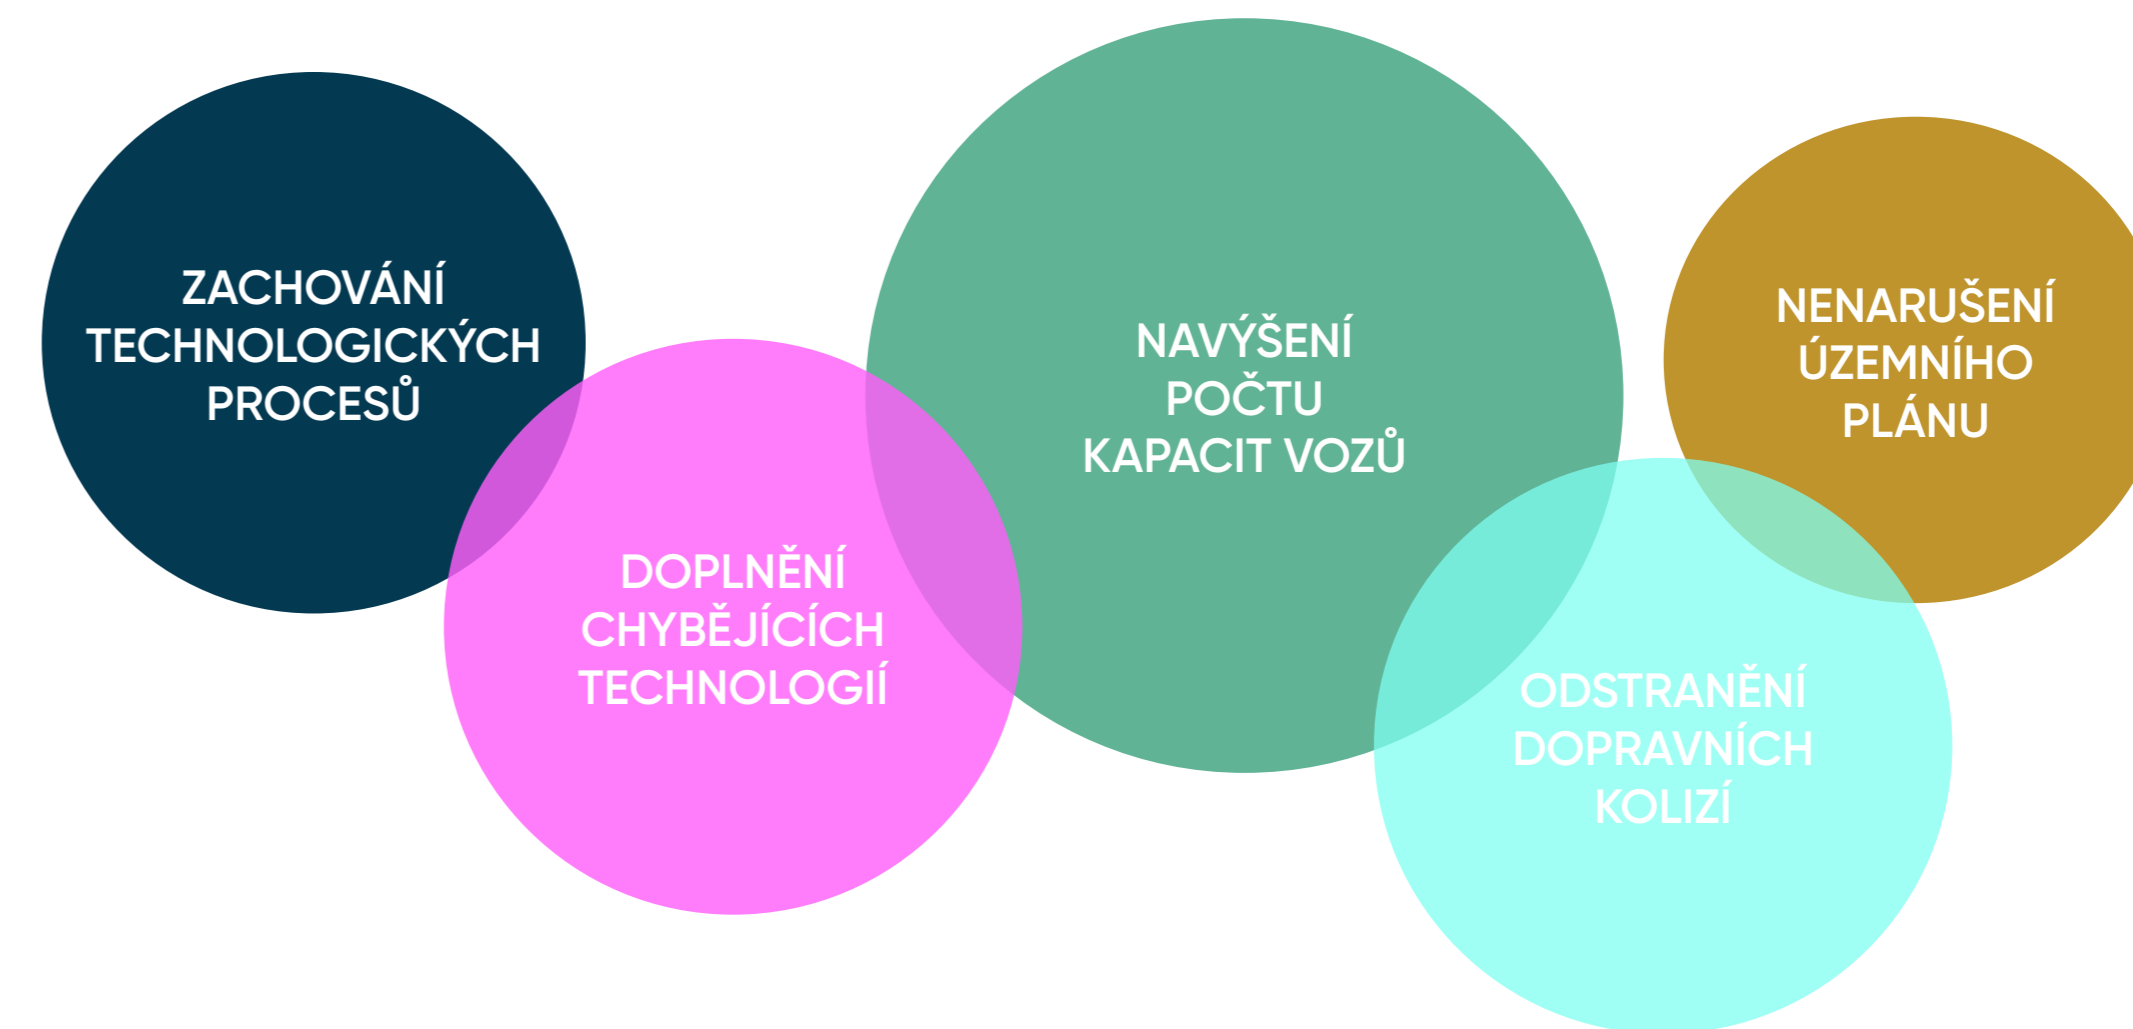 ZACHOVÁNÍ
TECHNOLOGICKÝCH
PROCESŮ
DOPLNĚNÍ
CHYBĚJÍCÍCH
TECHNOLOGIÍ
NAVÝŠENÍ
POČTU
KAPACIT VOZŮ
ODSTRANĚNÍ
DOPRAVNÍCH
KOLIZÍ
NENARUŠENÍ
ÚZEMNÍHO
PLÁNU